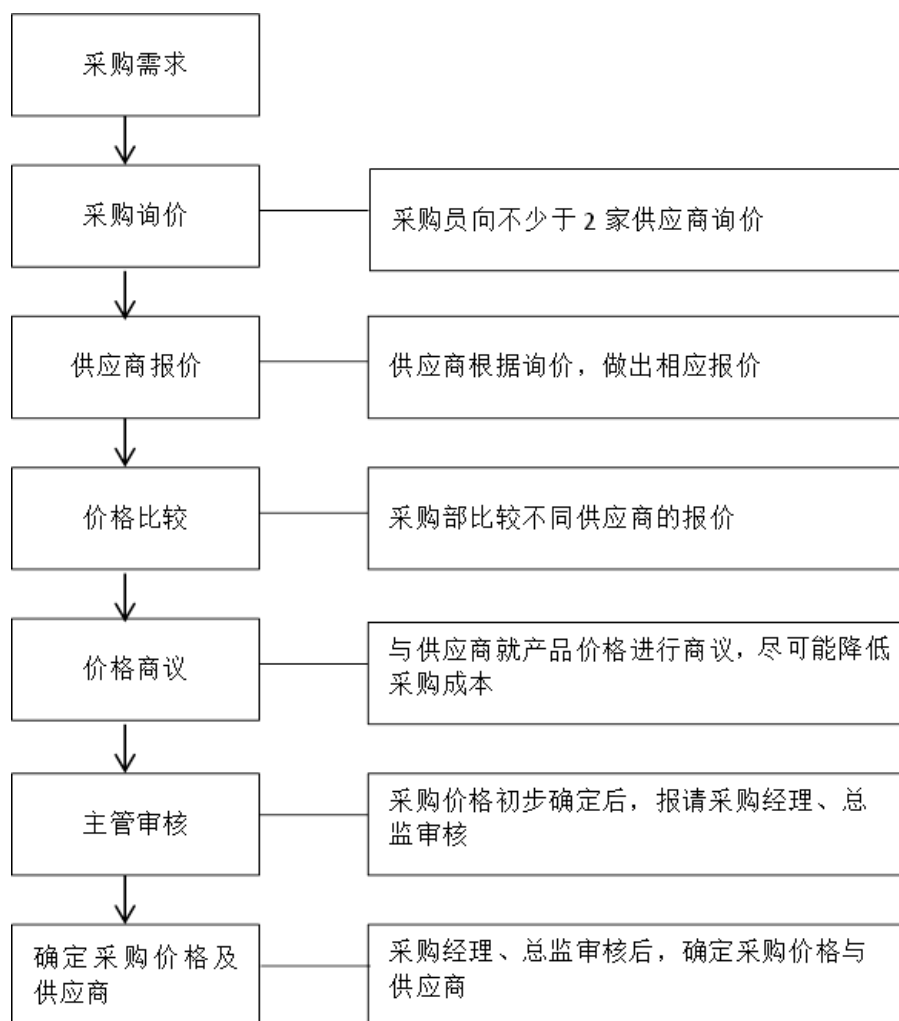 采购需求
采购询价
采购员向不少于 2 家供应商询价
供应商报价
供应商根据询价，做出相应报价
价格比较
采购部比较不同供应商的报价
价格商议
与供应商就产品价格进行商议，尽可能降低
采购成本
主管审核
采购价格初步确定后，报请采购经理、总
监审核
确定采购价格及
供应商
采购经理、总监审核后，确定采购价格与
供应商